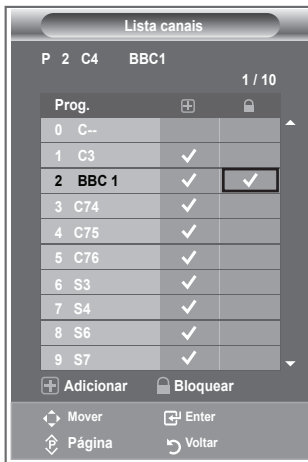 Lista canais
P 2 C4 BBC1
1 / 10
Prog.
0 C--
1 C3
2 BBC 1
3 C74
4 C75
5 C76
6 S3
7 S4
8 S6
9 S7
Adicionar Bloquear
Mover Enter
P Página Voltar